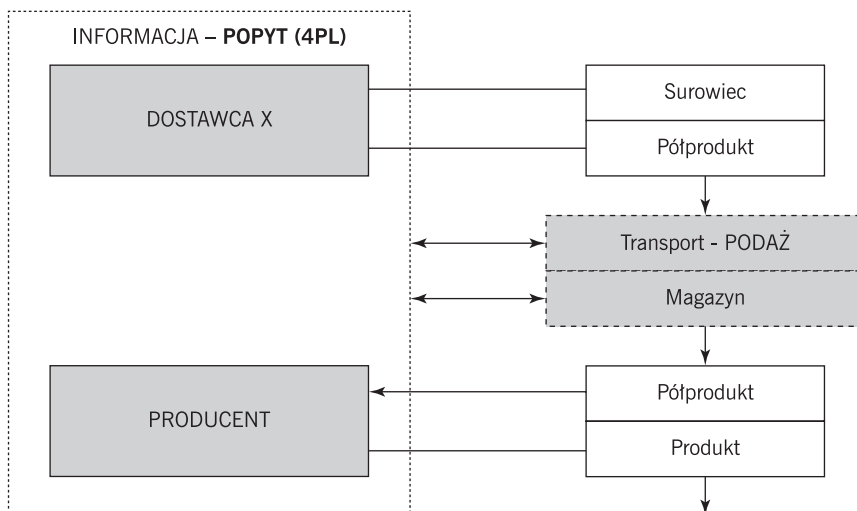 INFORMACJA – POPYT (4PL)
DOSTAWCA X
Surowiec
Półprodukt
Transport - PODAŻ
Magazyn
PRODUCENT
Półprodukt
Produkt